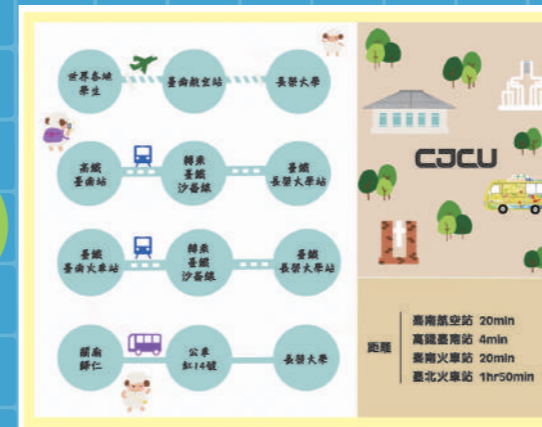 世界各地
學生
臺南航空站
長榮大學
高鐵
臺南站
轉乘
臺鐵
沙崙線
臺鐵
長榮大學站
臺鐵
臺南火車站
轉乘
臺鐵
沙崙線
臺鐵
長榮大學站
關廟
歸仁
公車
紅14號
長榮大學
CJCU
距離
臺南航空站 20min
高鐵臺南站 4min
臺南火車站 20min
臺北火車站 1hr50min